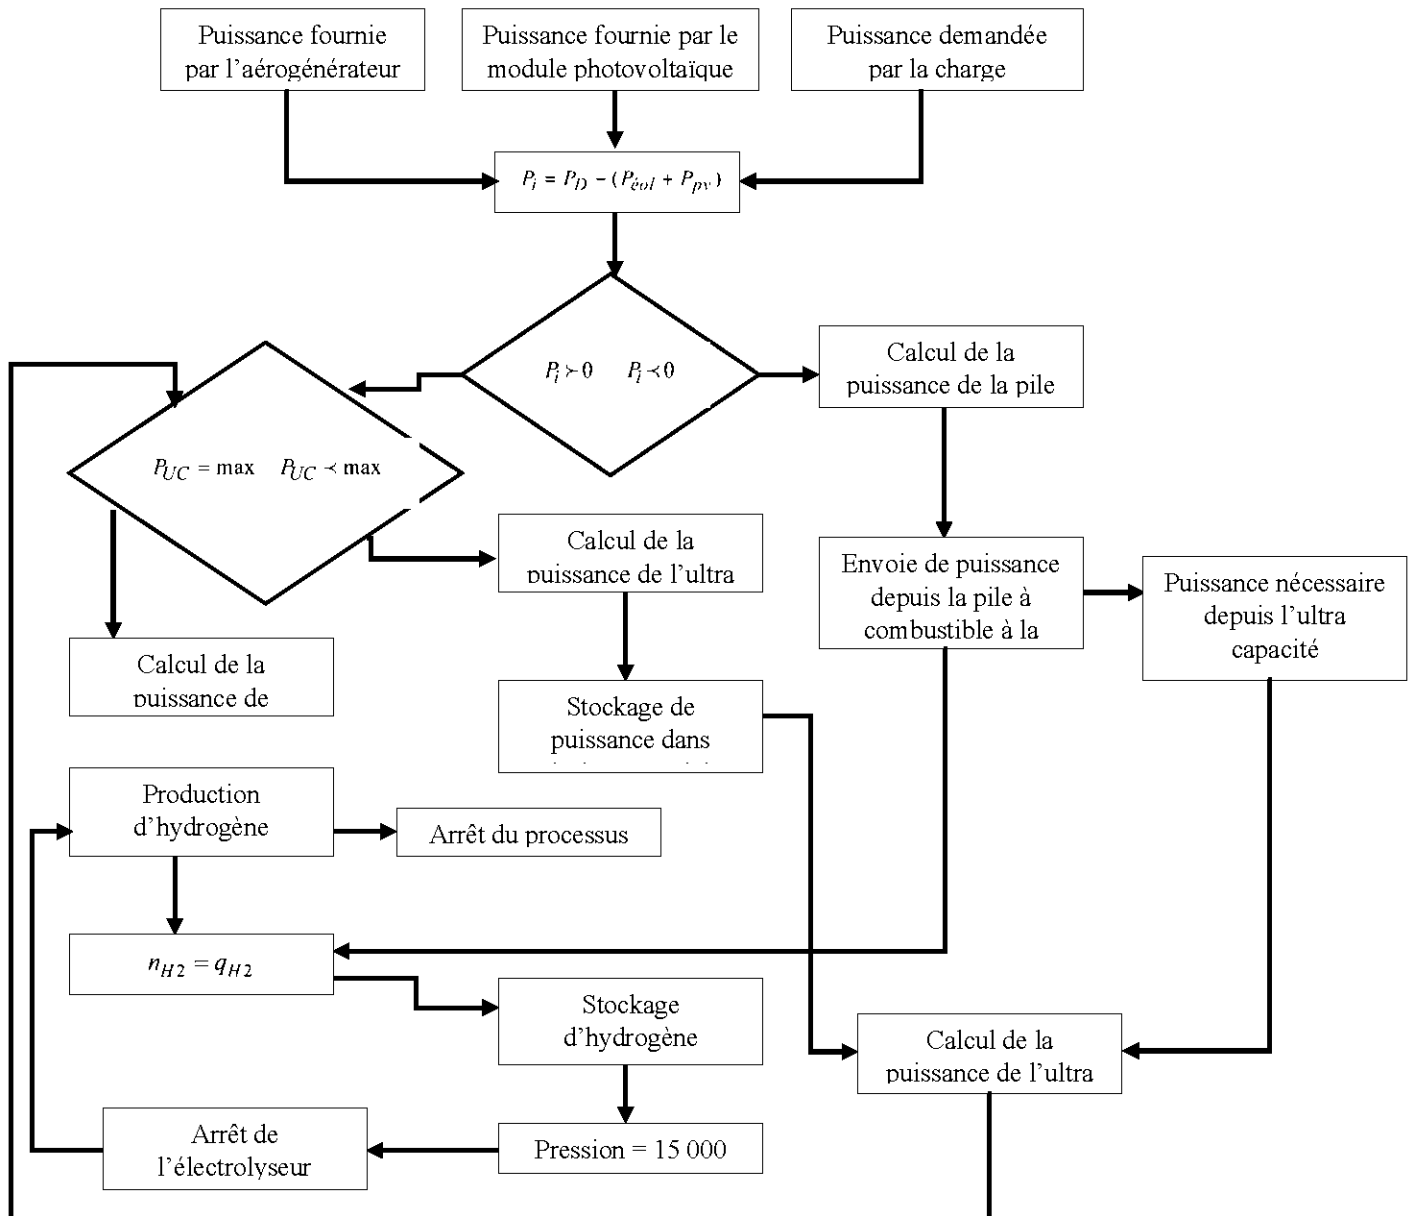 Puissance fournie
par l’aérogénérateur
Puissance fournie par le
module photovoltaïque
Puissance demandée
par la charge
P_i = P_D − (P_éol + P_pv)
P_i ≻ 0 P_i ≺ 0
Calcul de la
puissance de la pile
P_UC = max P_UC ≺ max
Calcul de la
puissance de l’ultra
Envoie de puissance
depuis la pile à
combustible à la
Puissance nécessaire
depuis l’ultra
capacité
Calcul de la
puissance de
Stockage de
puissance dans
Production
d’hydrogène
Arrêt du processus
n_H2 = q_H2
Stockage
d’hydrogène
Calcul de la
puissance de l’ultra
Arrêt de
l’électrolyseur
Pression = 15 000